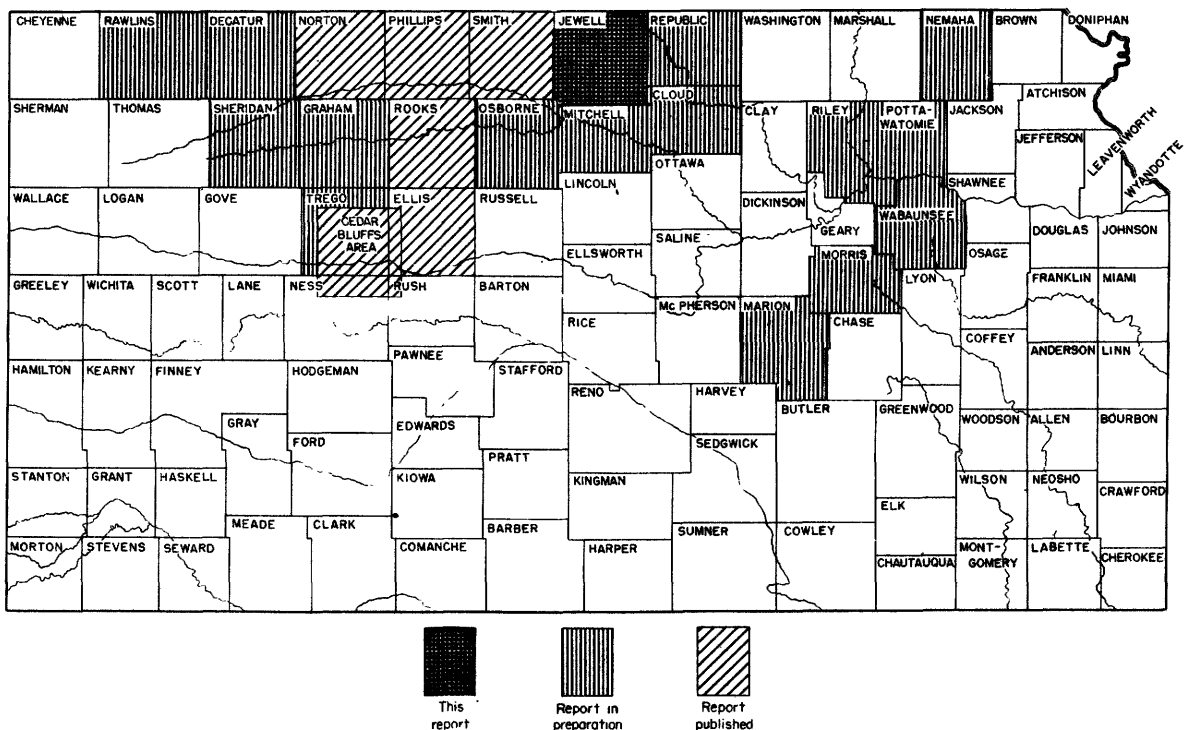 CHEYENNE
RAWLINS
DECATUR
NORTON
PHILLIPS
SMITH
JEWELL
REPUBLIC
WASHINGTON
MARSHALL
NEMAHA
BROWN
DONIPHAN
SHERMAN
THOMAS
SHERIDAN
GRAHAM
ROOKS
OSBORNE
MITCHELL
CLOUD
CLAY
RILEY
POTTA-
WATOMIE
JACKSON
ATCHISON
JEFFERSON
LEAVENWORTH
WYANDOTTE
OTTAWA
WALLACE
LOGAN
GOVE
TREGO
ELLIS
RUSSELL
LINCOLN
DICKINSON
SHAWNEE
CEDAR
BLUFFS
AREA
SALINE
GEARY
WABAUNSEE
DOUGLAS
JOHNSON
ELLSWORTH
MORRIS
OSAGE
GREELEY
WICHITA
SCOTT
LANE
NESS
RUSH
BARTON
LYON
FRANKLIN
MIAMI
McPHERSON
MARION
RICE
CHASE
COFFEY
PAWNEE
ANDERSON
LINN
HAMILTON
KEARNY
FINNEY
HODGEMAN
STAFFORD
RENO
HARVEY
BUTLER
GREENWOOD
GRAY
EDWARDS
WOODSON
ALLEN
BOURBON
FORD
SEDGWICK
PRATT
STANTON
GRANT
HASKELL
KIOWA
KINGMAN
WILSON
NEOSHO
CRAWFORD
ELK
MEADE
CLARK
BARBER
SUMNER
COWLEY
MORTON
STEVENS
SEWARD
COMANCHE
HARPER
CHAUTAUQUA
MONT-
GOMERY
LABETTE
CHEROKEE
This
report
Report in
preparation
Report
published